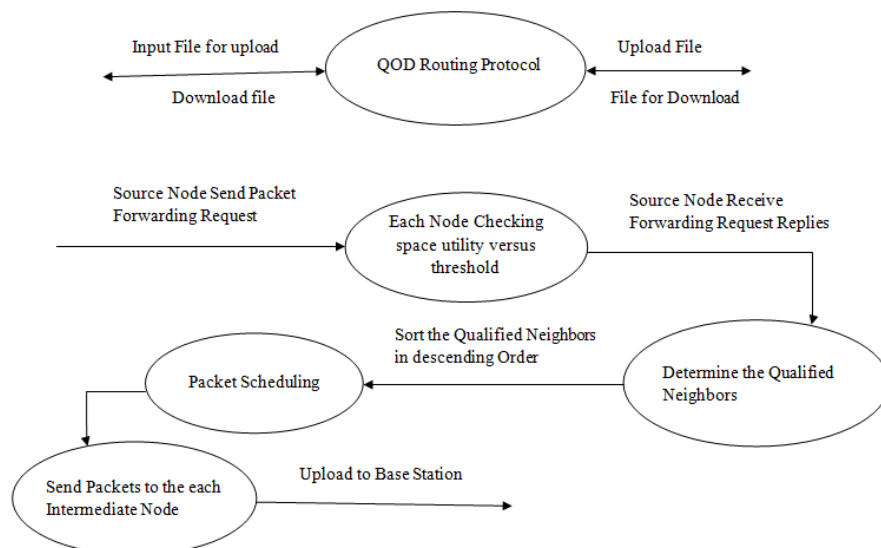 Input File for upload
QOD Routing Protocol
Upload File
Download file
File for Download
Source Node Send Packet
Forwarding Request
Each Node Checking
space utility versus
threshold
Source Node Receive
Forwarding Request Replies
Sort the Qualified Neighbors
in descending Order
Packet Scheduling
Determine the Qualified
Neighbors
Send Packets to the each
Intermediate Node
Upload to Base Station